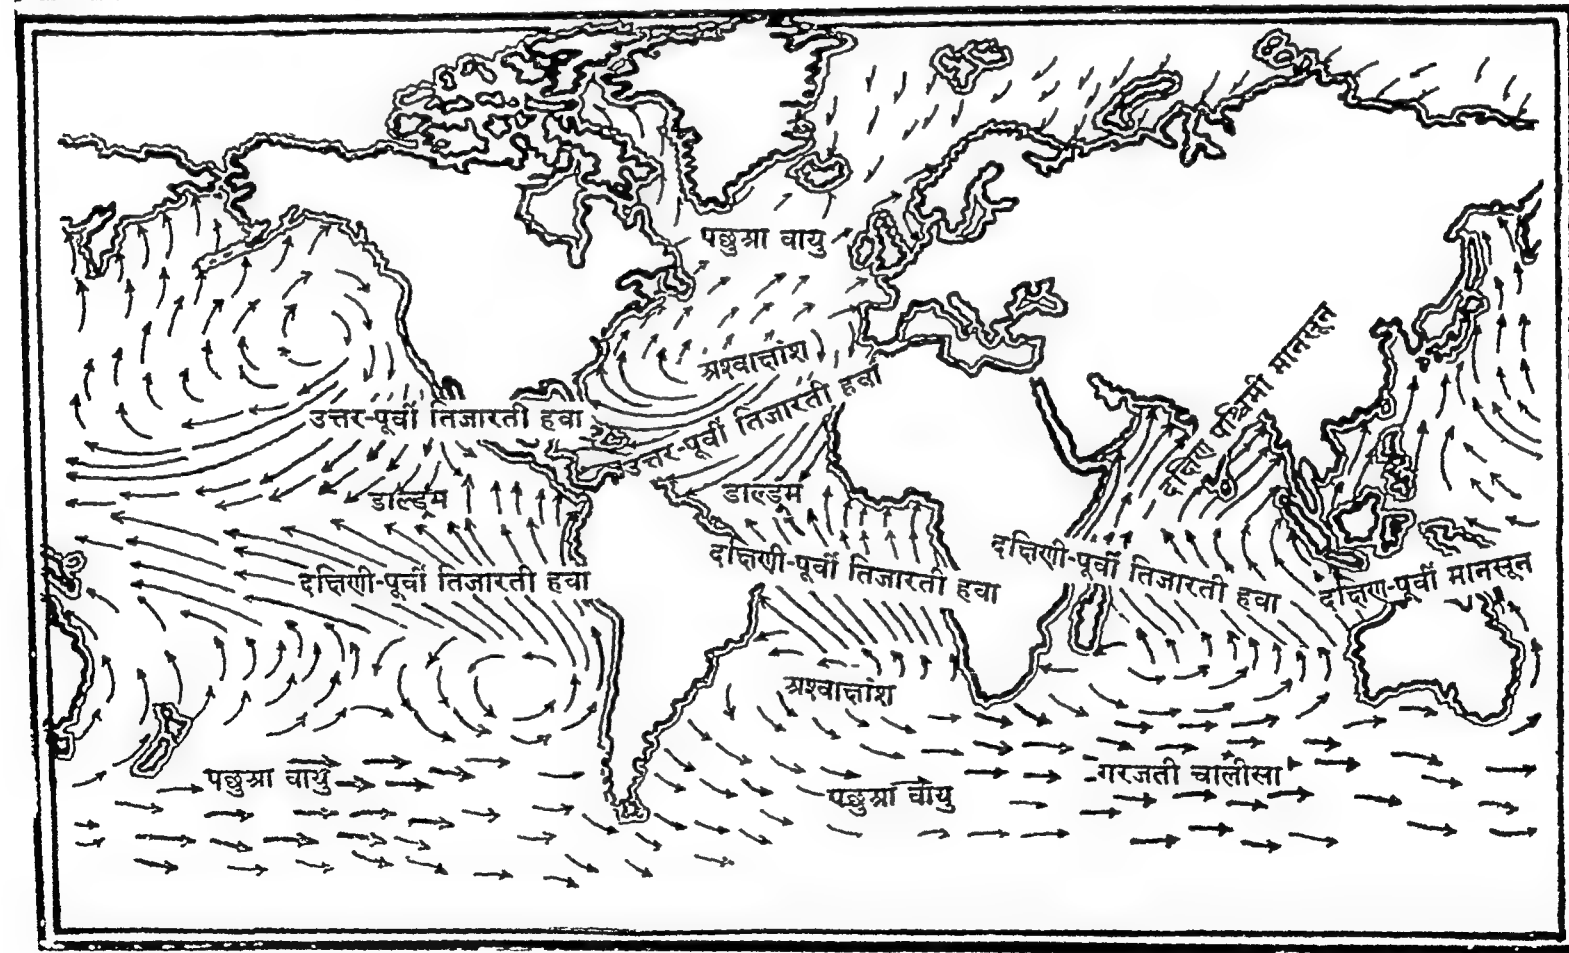 पछुआ वायु
अश्वाक्षांश
दक्षिण पश्चिमी मानसून
उत्तर-पूर्वी तिजारती हवा
उत्तर-पूर्वी तिजारती हवा
डाल्ड्रम
डाल्ड्रम
दक्षिणी-पूर्वी तिजारती हवा
दक्षिणी-पूर्वी तिजारती हवा
दक्षिणी-पूर्वी तिजारती हवा
दक्षिण-पूर्वी मानसून
अश्वाक्षांश
पछुआ वायु
पछुआ वायु
गरजती चालीसा